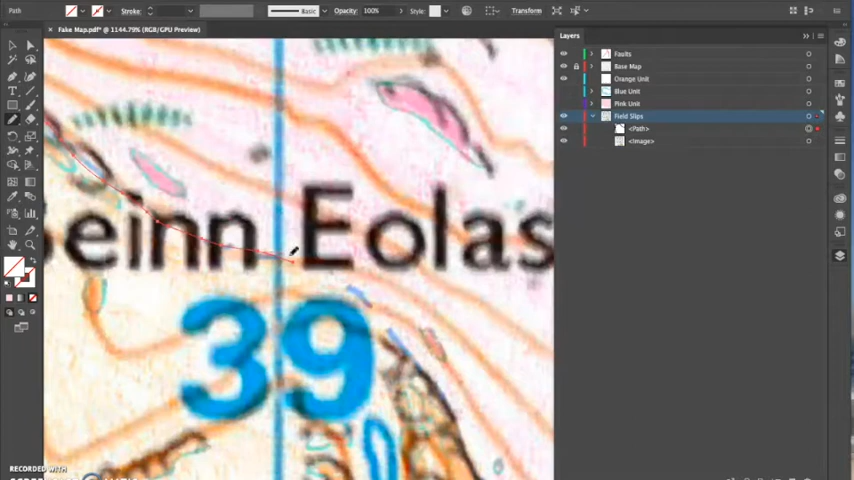 Path
Stroke:
Basic
Opacity: 100%
Style:
Transform
Fake Map.pdf* @ 1144.79% (RGB/GPU Preview)
Layers
Faults
Base Map
Orange Unit
Blue Unit
Pink Unit
Field Slips
<Path>
<Image>
Beinn Eolas
39
RECORDED WITH